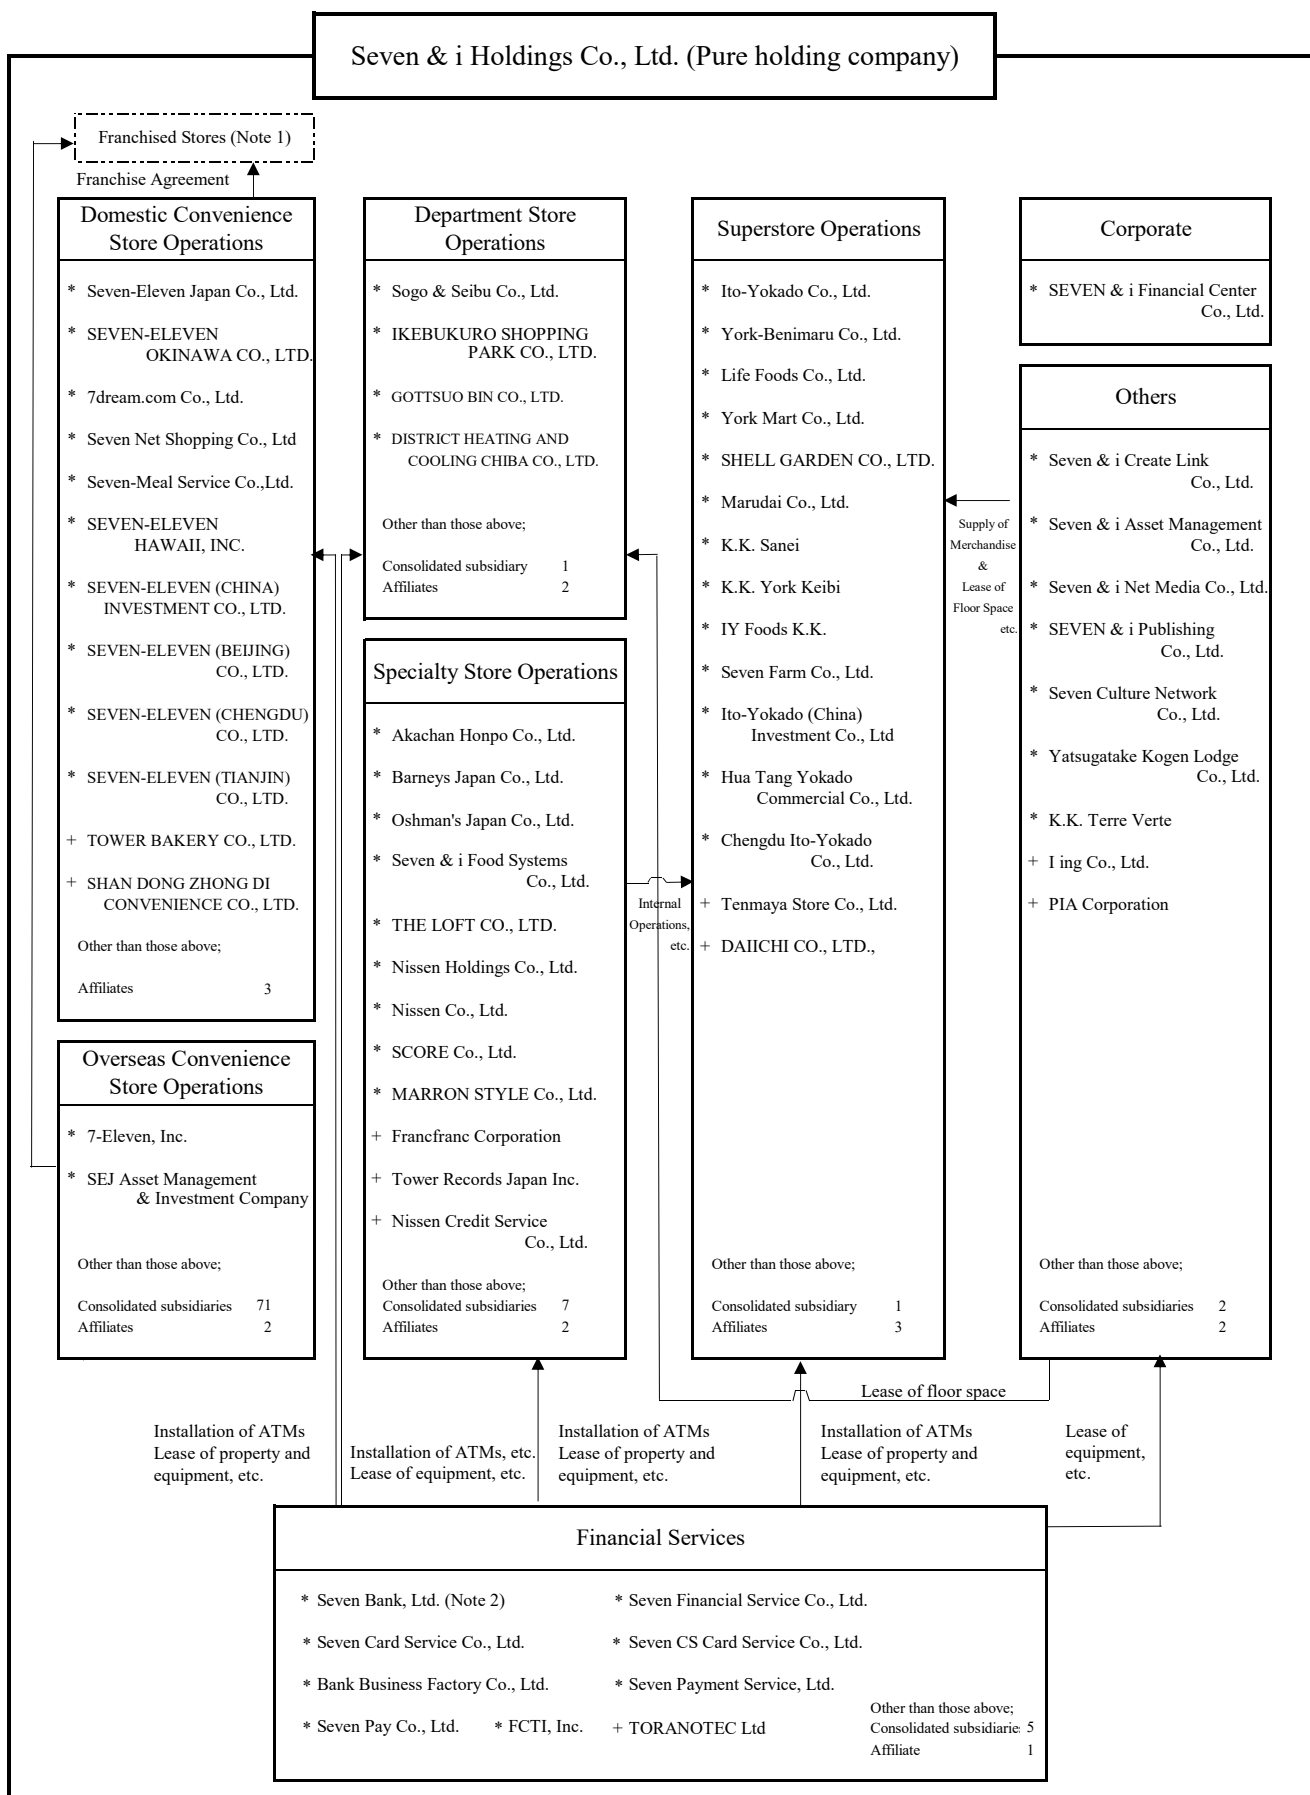 Seven & i Holdings Co., Ltd. (Pure holding company)
Franchised Stores (Note 1)
Franchise Agreement
Domestic Convenience
Store Operations
* Seven-Eleven Japan Co., Ltd.
* SEVEN-ELEVEN
OKINAWA CO., LTD.
* 7dream.com Co., Ltd.
* Seven Net Shopping Co., Ltd
* Seven-Meal Service Co.,Ltd.
* SEVEN-ELEVEN
HAWAII, INC.
* SEVEN-ELEVEN (CHINA)
INVESTMENT CO., LTD.
* SEVEN-ELEVEN (BEIJING)
CO., LTD.
* SEVEN-ELEVEN (CHENGDU)
CO., LTD.
* SEVEN-ELEVEN (TIANJIN)
CO., LTD.
+ TOWER BAKERY CO., LTD.
+ SHAN DONG ZHONG DI
CONVENIENCE CO., LTD.
Other than those above;
Affiliates 3
Overseas Convenience
Store Operations
* 7-Eleven, Inc.
* SEJ Asset Management
& Investment Company
Other than those above;
Consolidated subsidiaries 71
Affiliates 2
Department Store
Operations
* Sogo & Seibu Co., Ltd.
* IKEBUKURO SHOPPING
PARK CO., LTD.
* GOTTSUO BIN CO., LTD.
* DISTRICT HEATING AND
COOLING CHIBA CO., LTD.
Other than those above;
Consolidated subsidiary 1
Affiliates 2
Specialty Store Operations
* Akachan Honpo Co., Ltd.
* Barneys Japan Co., Ltd.
* Oshman's Japan Co., Ltd.
* Seven & i Food Systems
Co., Ltd.
* THE LOFT CO., LTD.
* Nissen Holdings Co., Ltd.
* Nissen Co., Ltd.
* SCORE Co., Ltd.
* MARRON STYLE Co., Ltd.
+ Francfranc Corporation
+ Tower Records Japan Inc.
+ Nissen Credit Service
Co., Ltd.
Other than those above;
Consolidated subsidiaries 7
Affiliates 2
Internal
Operations,
etc.
Superstore Operations
* Ito-Yokado Co., Ltd.
* York-Benimaru Co., Ltd.
* Life Foods Co., Ltd.
* York Mart Co., Ltd.
* SHELL GARDEN CO., LTD.
* Marudai Co., Ltd.
* K.K. Sanei
* K.K. York Keibi
* IY Foods K.K.
* Seven Farm Co., Ltd.
* Ito-Yokado (China)
Investment Co., Ltd
* Hua Tang Yokado
Commercial Co., Ltd.
* Chengdu Ito-Yokado
Co., Ltd.
+ Tenmaya Store Co., Ltd.
+ DAIICHI CO., LTD.,
Other than those above;
Consolidated subsidiary 1
Affiliates 3
Supply of
Merchandise
&
Lease of
Floor Space
etc.
Corporate
* SEVEN & i Financial Center
Co., Ltd.
Others
* Seven & i Create Link
Co., Ltd.
* Seven & i Asset Management
Co., Ltd.
* Seven & i Net Media Co., Ltd.
* SEVEN & i Publishing
Co., Ltd.
* Seven Culture Network
Co., Ltd.
* Yatsugatake Kogen Lodge
Co., Ltd.
* K.K. Terre Verte
+ I ing Co., Ltd.
+ PIA Corporation
Other than those above;
Consolidated subsidiaries 2
Affiliates 2
Lease of floor space
Installation of ATMs
Lease of property and
equipment, etc.
Installation of ATMs, etc.
Lease of equipment, etc.
Installation of ATMs
Lease of property and
equipment, etc.
Installation of ATMs
Lease of property and
equipment, etc.
Lease of
equipment,
etc.
Financial Services
* Seven Bank, Ltd. (Note 2)
* Seven Financial Service Co., Ltd.
* Seven Card Service Co., Ltd.
* Seven CS Card Service Co., Ltd.
* Bank Business Factory Co., Ltd.
* Seven Payment Service, Ltd.
* Seven Pay Co., Ltd.
* FCTI, Inc.
+ TORANOTEC Ltd
Other than those above;
Consolidated subsidiarie: 5
Affiliate 1